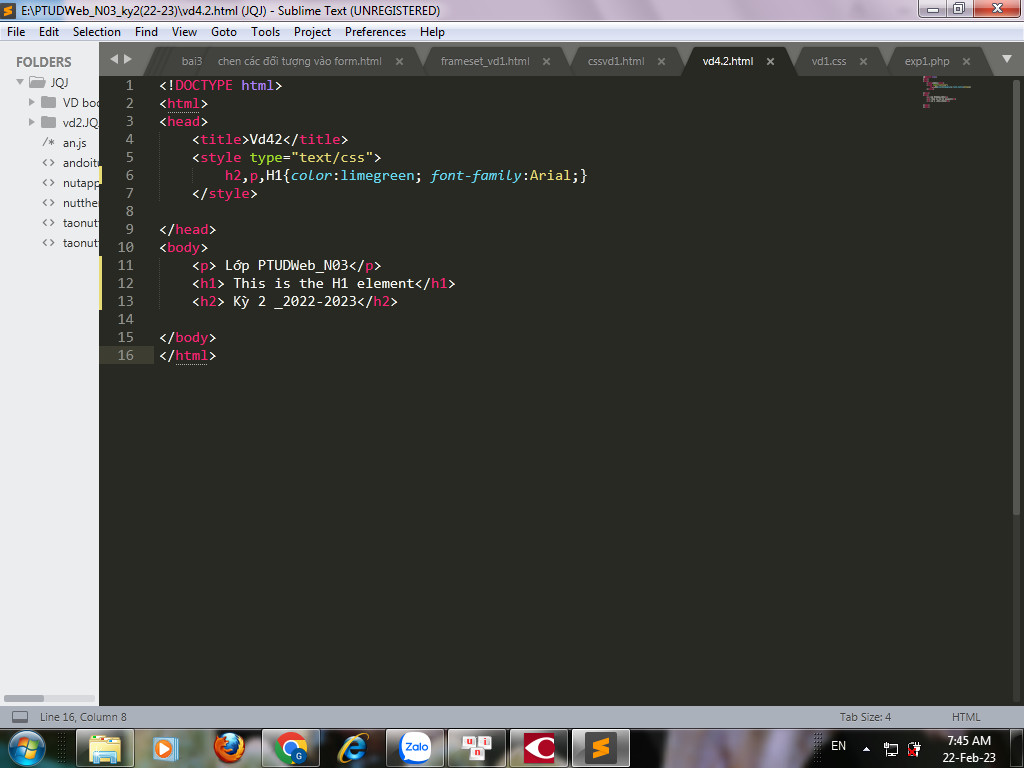 E:\PTUDWeb_N03_ky2(22-23)\vd4.2.html (JQJ) - Sublime Text (UNREGISTERED)
File Edit Selection Find View Goto Tools Project Preferences Help
FOLDERS
JQJ
VD boo
vd2.JQ
an.js
andoitr
nutapp
nutthe
taonut
taonut
bai3 chen các đối tượng vào form.html
frameset_vd1.html
cssvd1.html
vd4.2.html
vd1.css
exp1.php
1 <!DOCTYPE html>
2 <html>
3 <head>
4 <title>Vd42</title>
5 <style type="text/css">
6 h2,p,H1{color:limegreen; font-family:Arial;}
7 </style>
8
9 </head>
10 <body>
11 <p> Lớp PTUDWeb_N03</p>
12 <h1> This is the H1 element</h1>
13 <h2> Kỳ 2 _2022-2023</h2>
14
15 </body>
16 </html>
Line 16, Column 8
Tab Size: 4
HTML
Zalo
u n i
EN
7:45 AM
22-Feb-23